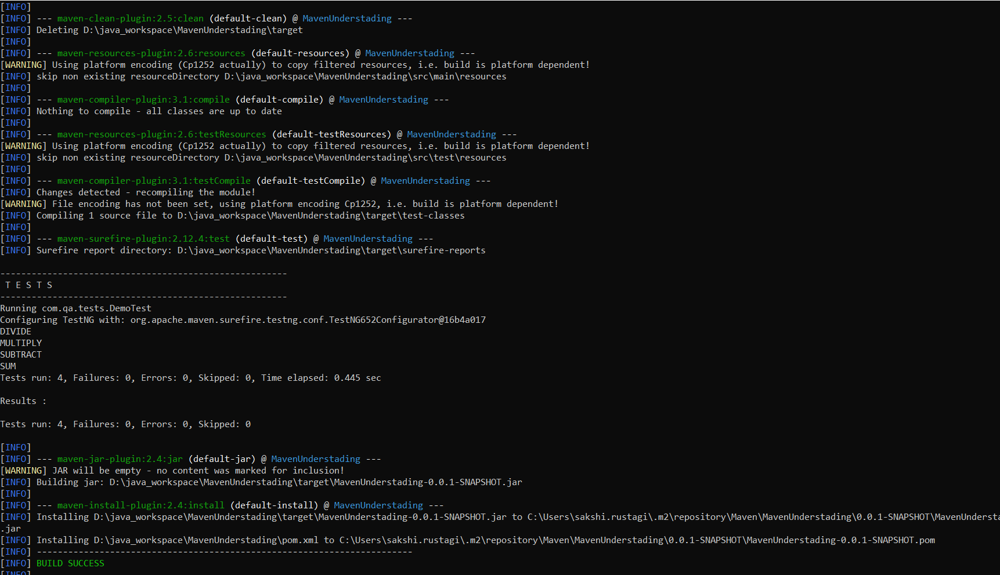 [INFO]
[INFO] --- maven-clean-plugin:2.5:clean (default-clean) @ MavenUnderstading ---
[INFO] Deleting D:\java_workspace\MavenUnderstading\target
[INFO]
[INFO] --- maven-resources-plugin:2.6:resources (default-resources) @ MavenUnderstading ---
[WARNING] Using platform encoding (Cp1252 actually) to copy filtered resources, i.e. build is platform dependent!
[INFO] skip non existing resourceDirectory D:\java_workspace\MavenUnderstading\src\main\resources
[INFO]
[INFO] --- maven-compiler-plugin:3.1:compile (default-compile) @ MavenUnderstading ---
[INFO] Nothing to compile - all classes are up to date
[INFO]
[INFO] --- maven-resources-plugin:2.6:testResources (default-testResources) @ MavenUnderstading ---
[WARNING] Using platform encoding (Cp1252 actually) to copy filtered resources, i.e. build is platform dependent!
[INFO] skip non existing resourceDirectory D:\java_workspace\MavenUnderstading\src\test\resources
[INFO]
[INFO] --- maven-compiler-plugin:3.1:testCompile (default-testCompile) @ MavenUnderstading ---
[INFO] Changes detected - recompiling the module!
[WARNING] File encoding has not been set, using platform encoding Cp1252, i.e. build is platform dependent!
[INFO] Compiling 1 source file to D:\java_workspace\MavenUnderstading\target\test-classes
[INFO]
[INFO] --- maven-surefire-plugin:2.12.4:test (default-test) @ MavenUnderstading ---
[INFO] Surefire report directory: D:\java_workspace\MavenUnderstading\target\surefire-reports
-------------------------------------------------------
 T E S T S
-------------------------------------------------------
Running com.qa.tests.DemoTest
Configuring TestNG with: org.apache.maven.surefire.testng.conf.TestNG652Configurator@16b4a017
DIVIDE
MULTIPLY
SUBTRACT
SUM
Tests run: 4, Failures: 0, Errors: 0, Skipped: 0, Time elapsed: 0.445 sec
Results :
Tests run: 4, Failures: 0, Errors: 0, Skipped: 0
[INFO]
[INFO] --- maven-jar-plugin:2.4:jar (default-jar) @ MavenUnderstading ---
[WARNING] JAR will be empty - no content was marked for inclusion!
[INFO] Building jar: D:\java_workspace\MavenUnderstading\target\MavenUnderstading-0.0.1-SNAPSHOT.jar
[INFO]
[INFO] --- maven-install-plugin:2.4:install (default-install) @ MavenUnderstading ---
[INFO] Installing D:\java_workspace\MavenUnderstading\target\MavenUnderstading-0.0.1-SNAPSHOT.jar to C:\Users\sakshi.rustagi\.m2\repository\Maven\MavenUnderstading\0.0.1-SNAPSHOT\MavenUndersta
.jar
[INFO] Installing D:\java_workspace\MavenUnderstading\pom.xml to C:\Users\sakshi.rustagi\.m2\repository\Maven\MavenUnderstading\0.0.1-SNAPSHOT\MavenUnderstading-0.0.1-SNAPSHOT.pom
[INFO] ------------------------------------------------------------------------
[INFO] BUILD SUCCESS
[INFO]